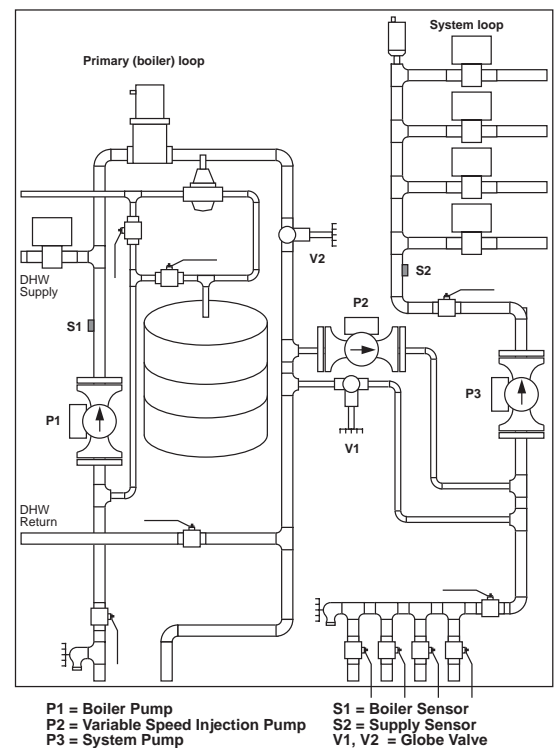 System loop
Primary (boiler) loop
V2
DHW
Supply
S2
S1
P2
P3
P1
V1
DHW
Return
P1 = Boiler Pump
P2 = Variable Speed Injection Pump
P3 = System Pump
S1 = Boiler Sensor
S2 = Supply Sensor
V1, V2 = Globe Valve